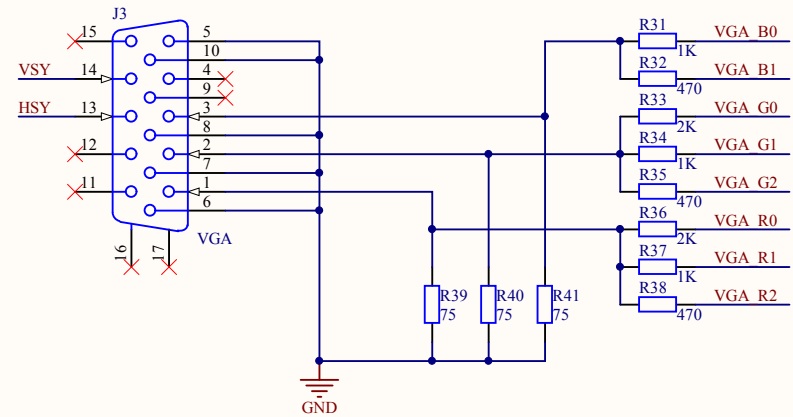 J3
15
5
10
VSY
14
4
9
HSY
13
3
8
12
2
7
11
1
6
16
17
VGA
R31
1K
VGA_B0
R32
470
VGA_B1
R33
2K
VGA_G0
R34
1K
VGA_G1
R35
470
VGA_G2
R36
2K
VGA_R0
R37
1K
VGA_R1
R38
470
VGA_R2
R39
75
R40
75
R41
75
GND